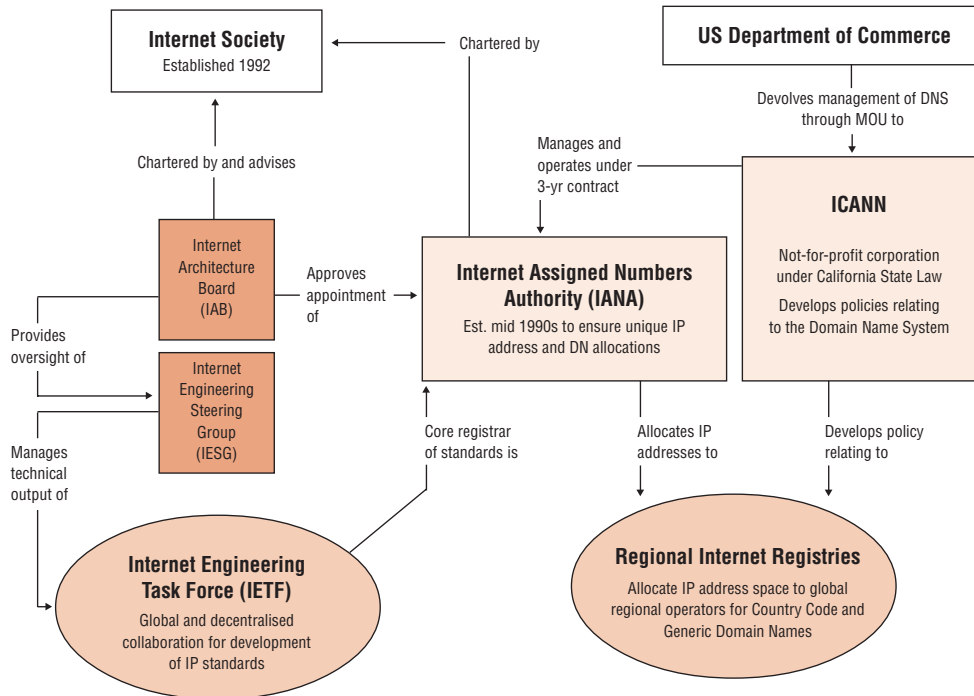 Internet Society
Established 1992
Chartered by
US Department of Commerce
Devolves management of DNS
through MOU to
Chartered by and advises
Manages and
operates under
3-yr contract
ICANN
Not-for-profit corporation
under California State Law
Develops policies relating
to the Domain Name System
Internet
Architecture
Board
(IAB)
Approves
appointment
of
Internet Assigned Numbers
Authority (IANA)
Est. mid 1990s to ensure unique IP
address and DN allocations
Provides
oversight of
Internet
Engineering
Steering
Group
(IESG)
Manages
technical
output of
Core registrar
of standards is
Allocates IP
addresses to
Develops policy
relating to
Internet Engineering
Task Force (IETF)
Global and decentralised
collaboration for development
of IP standards
Regional Internet Registries
Allocate IP address space to global
regional operators for Country Code and
Generic Domain Names